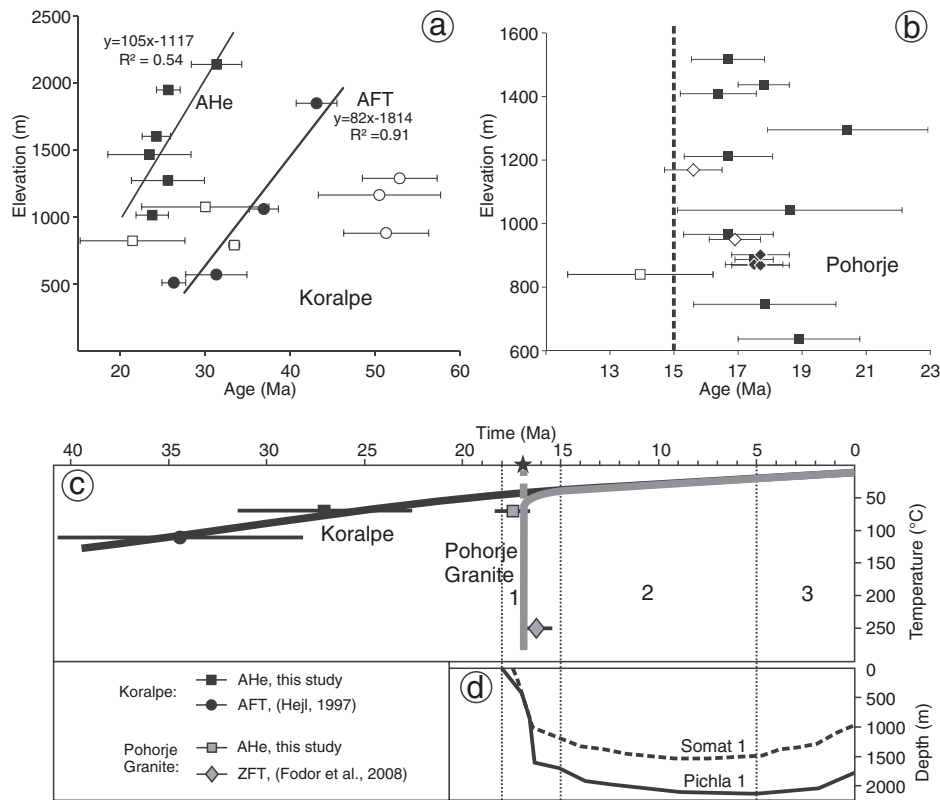 a
2500
2000
1500
1000
500
Elevation (m)
y=105x-1117
R² = 0.54
AHe
AFT
y=82x-1814
R² =0.91
Koralpe
20 30 40 50 60
Age (Ma)
b
1600
1400
1200
1000
800
600
Elevation (m)
Pohorje
13 15 17 19 21 23
Age (Ma)
Time (Ma)
40 35 30 25 20 15 10 5 0
c
Koralpe
Pohorje
Granite
1
2
3
50
100
150
200
250
Temperature (°C)
Koralpe:
AHe, this study
AFT, (Hejl, 1997)
Pohorje
Granite:
AHe, this study
ZFT, (Fodor et al., 2008)
d
Somat 1
Pichla 1
0
500
1000
1500
2000
Depth (m)